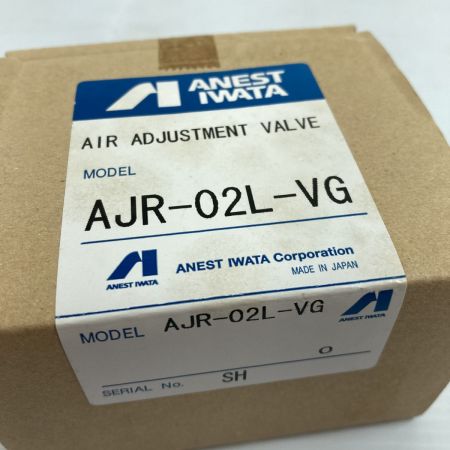 ANEST
IWATA
AIR ADJUSTMENT VALVE
MODEL
AJR-02L-VG
ANEST IWATA
ANEST IWATA Corporation
MADE IN JAPAN
MODEL AJR-02L-VG
ANEST IWATA
SERIAL No. SH O